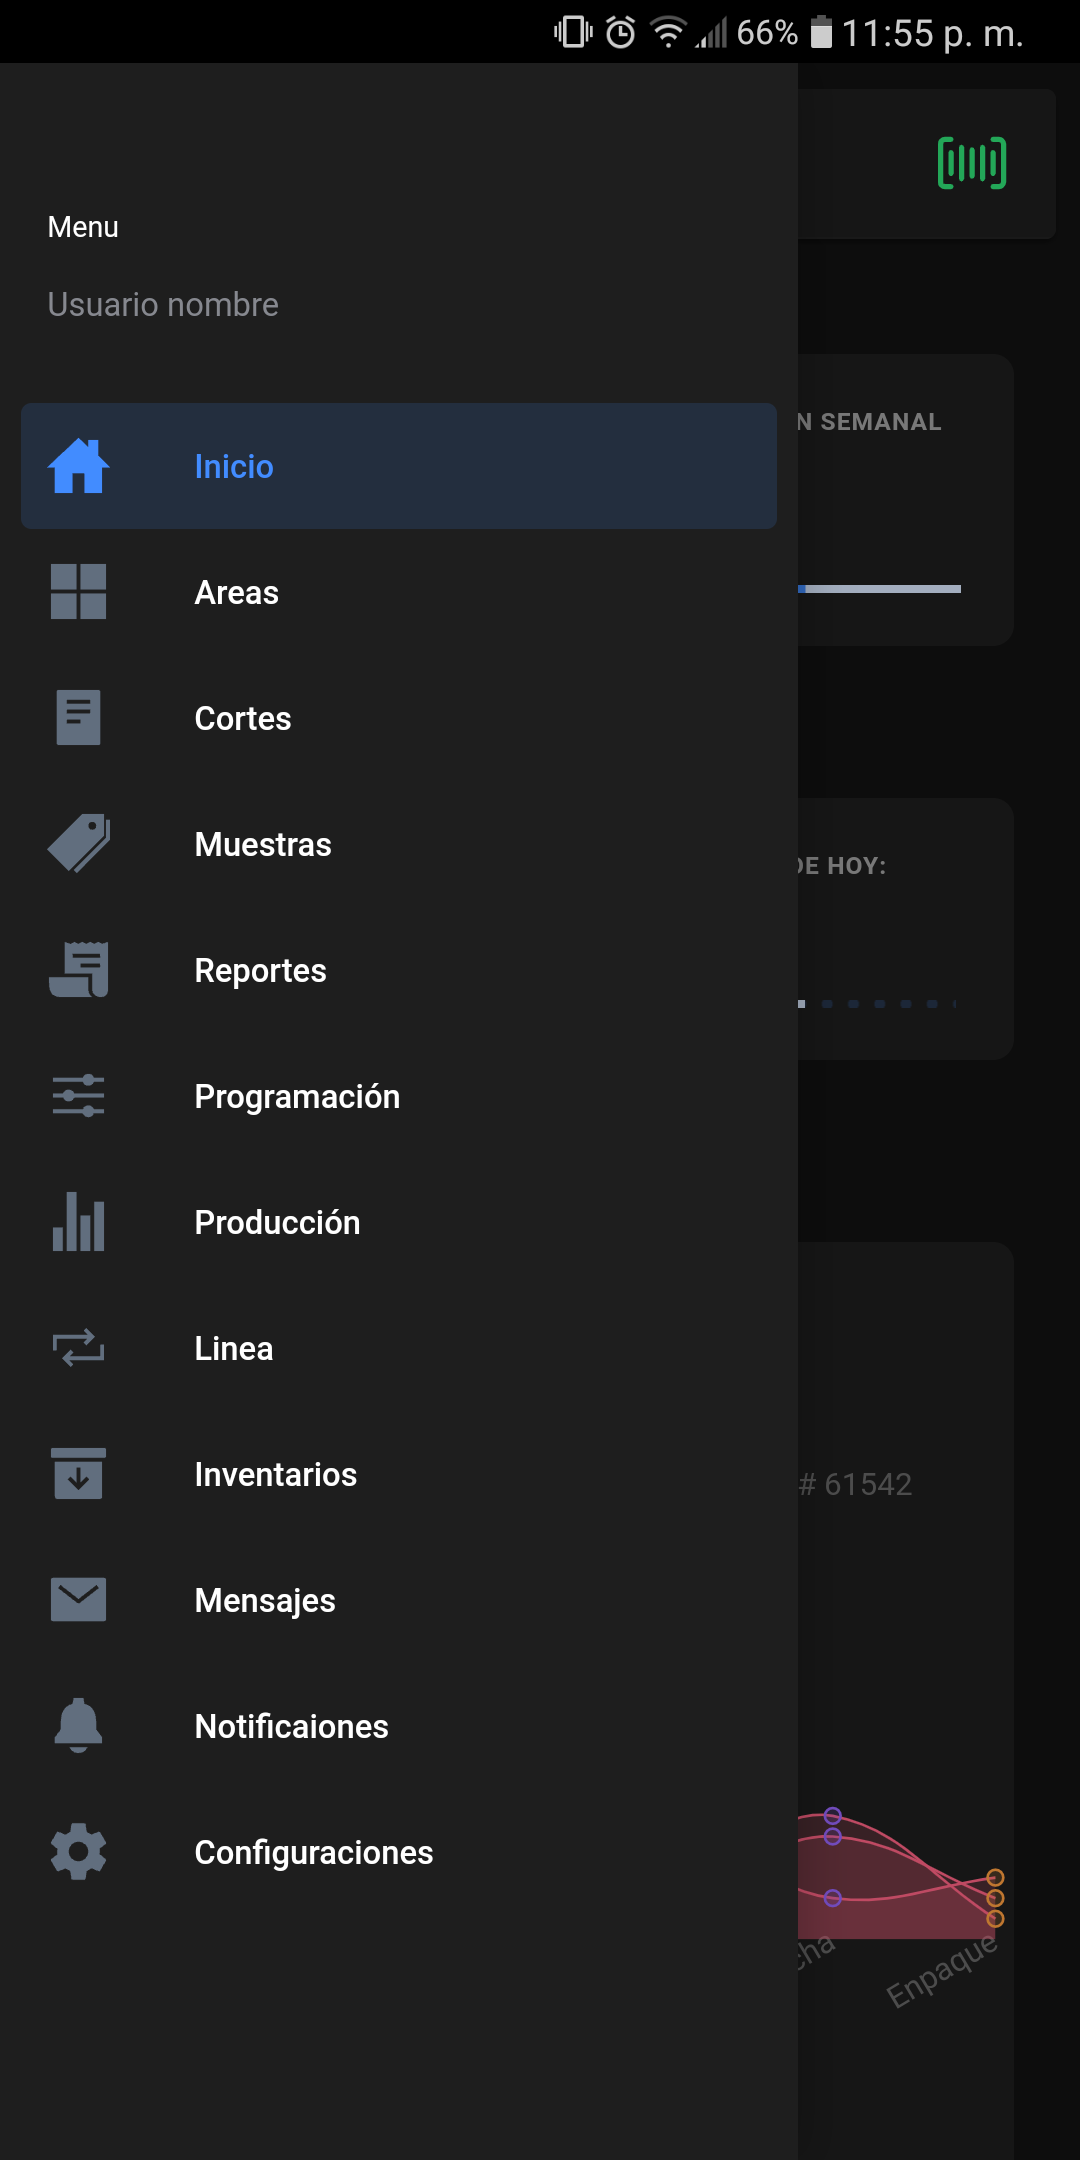 66% 11:55 p. m.
Menu
Usuario nombre
N SEMANAL
Inicio
Areas
Cortes
Muestras
DE HOY:
Reportes
Programación
Producción
Linea
Inventarios
# 61542
Mensajes
Notificaiones
Configuraciones
cha
Enpaque